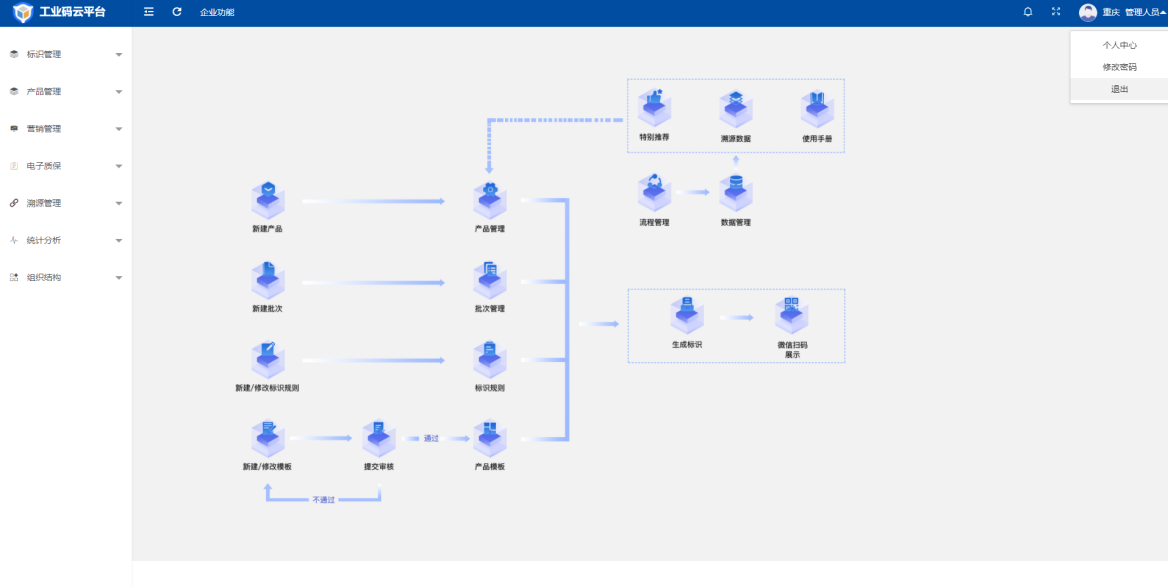 工业码云平台
企业功能
重庆 管理人员
个人中心
修改密码
退出
标识管理
产品管理
营销管理
电子质保
溯源管理
统计分析
组织结构
特别推荐
溯源数据
使用手册
流程管理
数据管理
新建产品
产品管理
新建批次
批次管理
生成标识
微信扫码
展示
新建/修改标识规则
标识规则
新建/修改模板
提交审核
通过
产品模板
不通过